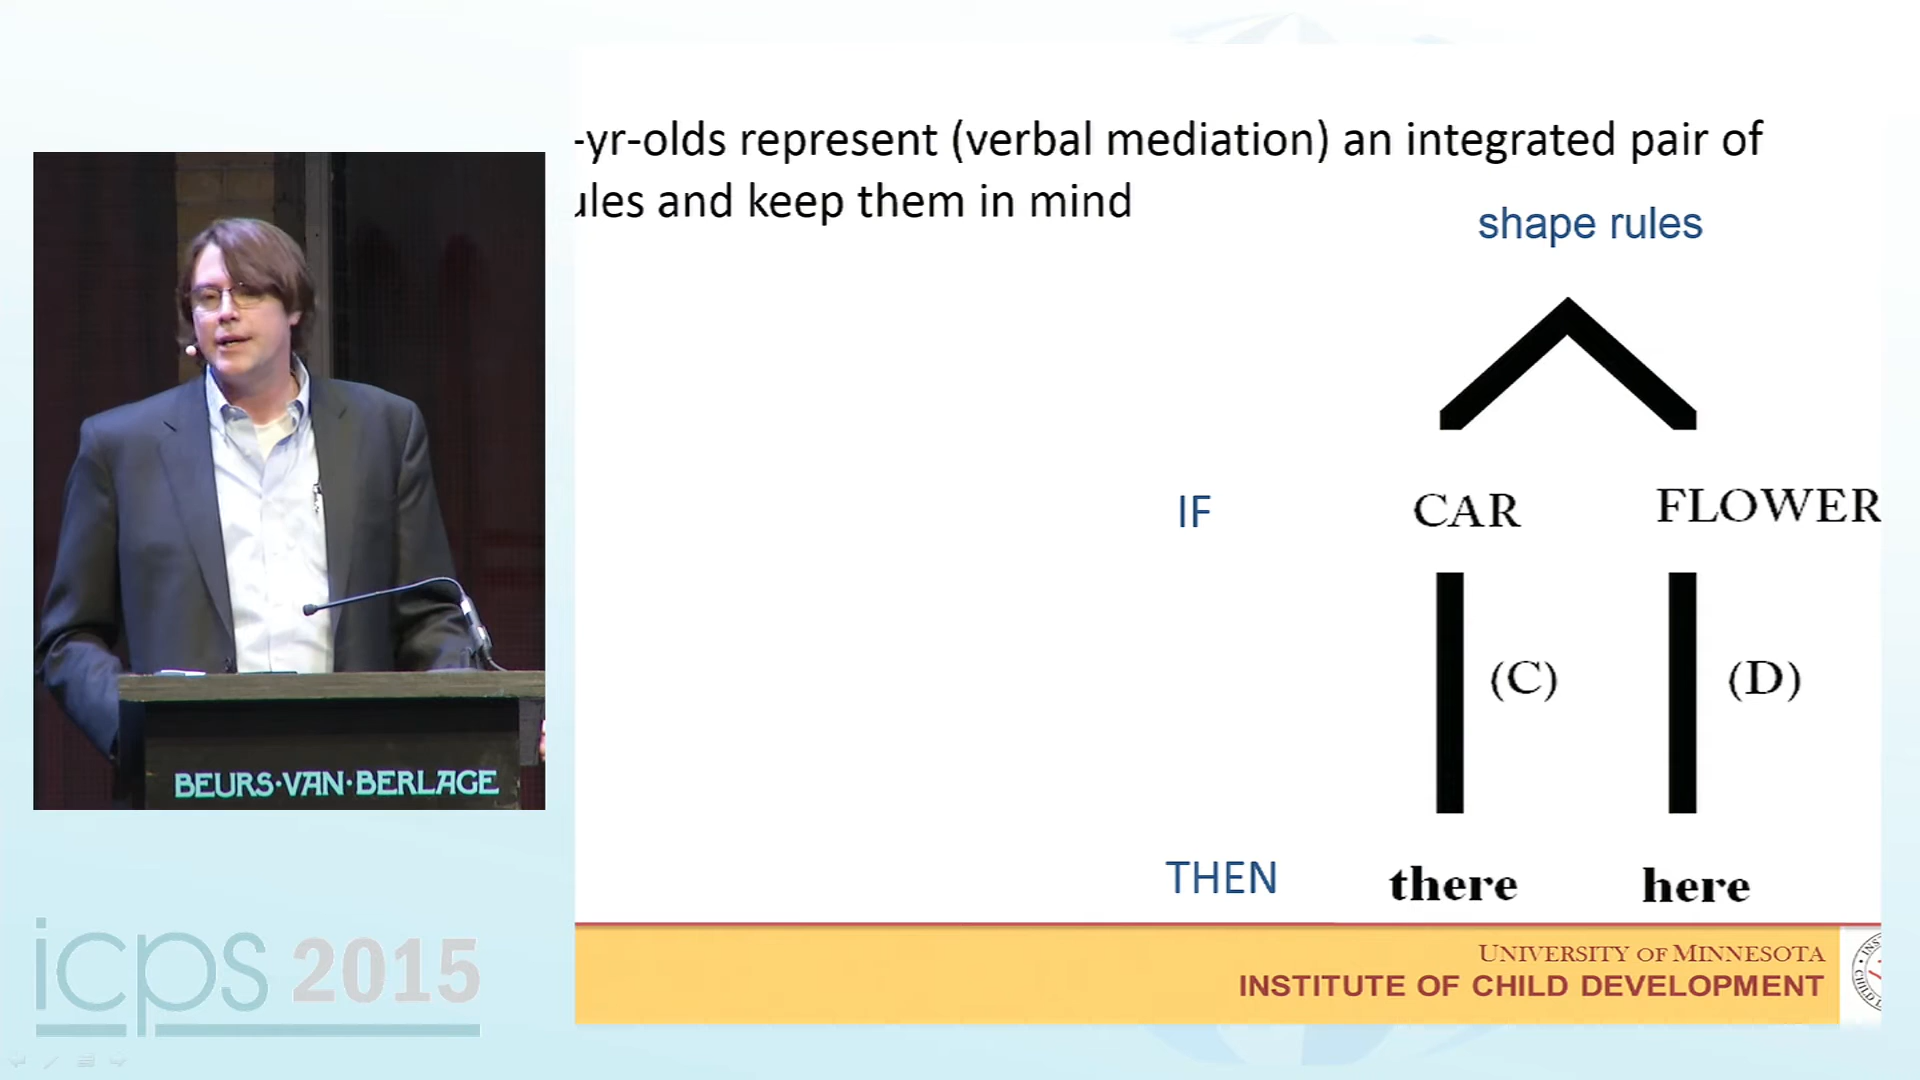 -yr-olds represent (verbal mediation) an integrated pair of
ules and keep them in mind
shape rules
IF
CAR
FLOWER
(C)
(D)
THEN
there
here
BEURS·VAN·BERLAGE
icps 2015
UNIVERSITY OF MINNESOTA
INSTITUTE OF CHILD DEVELOPMENT